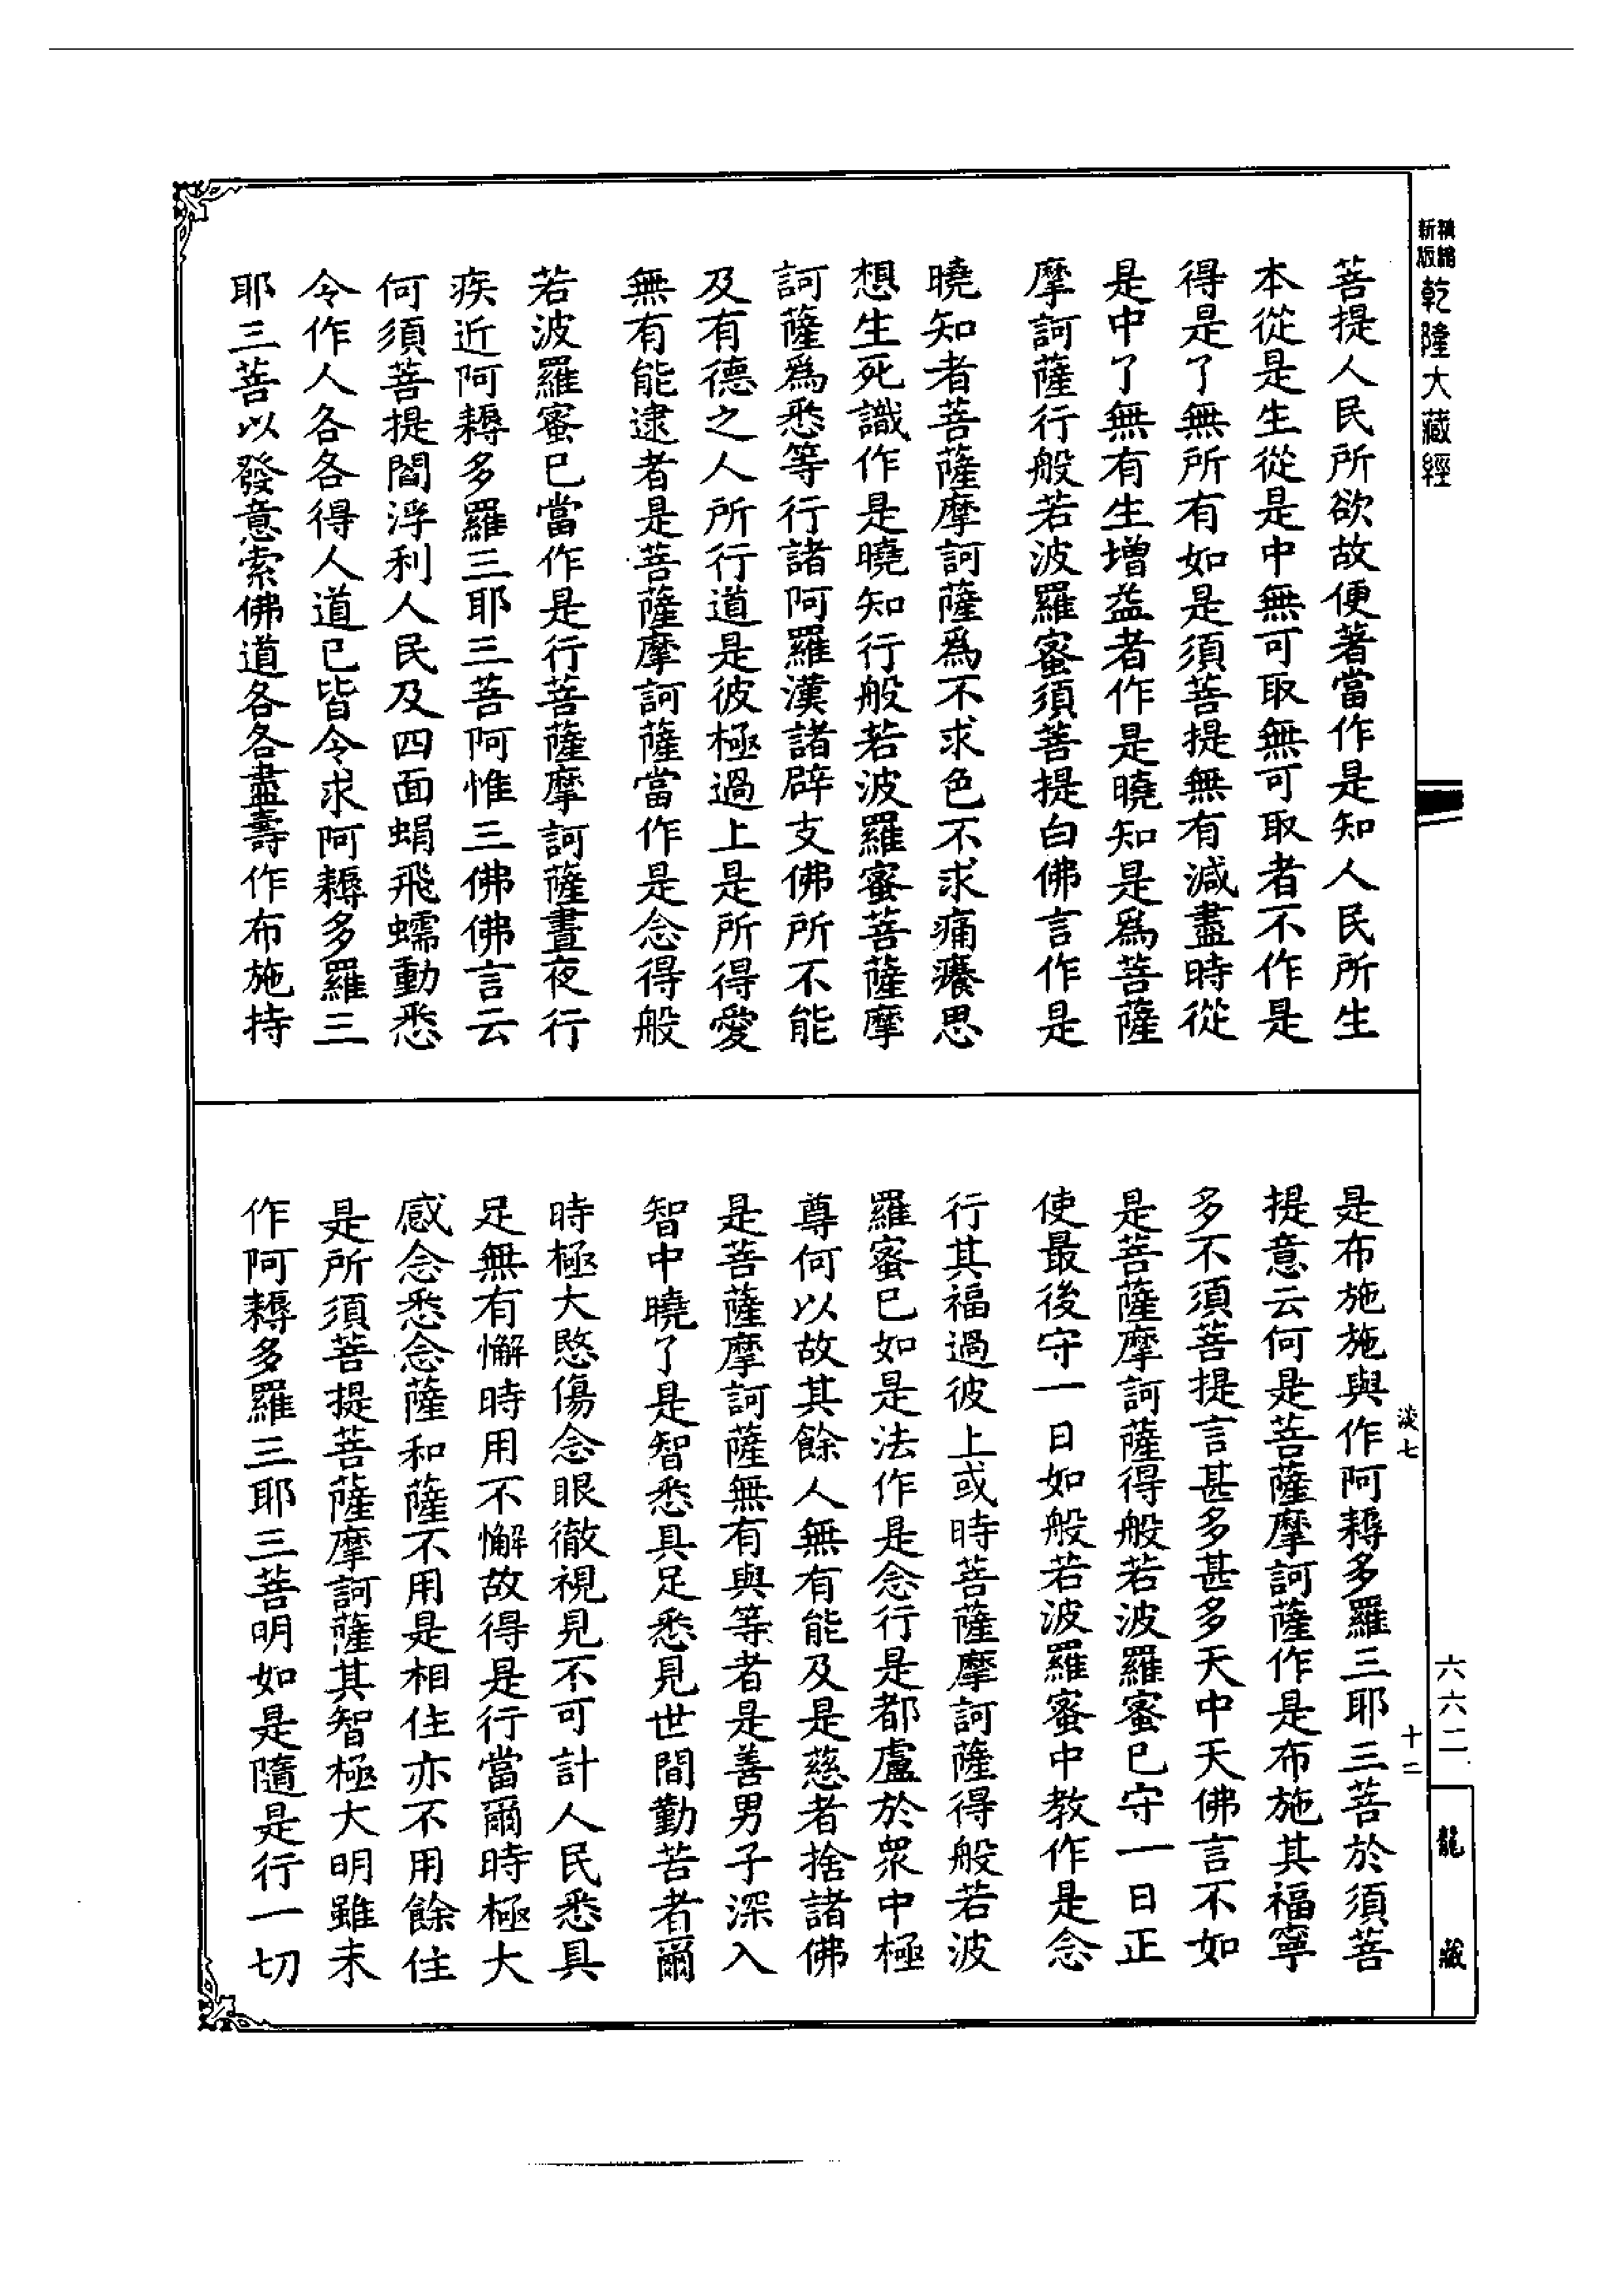 精縮新版乾隆大藏經
菩提人民所欲故便著當作是知人民所生
本從是生從是中無可取無可取者不作是
得是了無所有如是須菩提無有減盡時從
是中了無有生增益者作是曉知是爲菩薩
摩訶薩行般若波羅蜜須菩提白佛言作是
曉知者菩薩摩訶薩爲不求色不求痛癢思
想生死識作是曉知行般若波羅蜜菩薩摩
訶薩爲悉等行諸阿羅漢諸辟支佛所不能
及有德之人所行道是彼極過上是所得愛
無有能逮者是菩薩摩訶薩當作是念得般
若波羅蜜已當作是行菩薩摩訶薩晝夜行
疾近阿耨多羅三耶三菩阿惟三佛佛言云
何須菩提閻浮利人民及四面蜎飛蠕動悉
令作人各各得人道已皆令求阿耨多羅三
耶三菩以發意索佛道各各盡壽作布施持
淡七
十二
六六二
龍藏
是布施施與作阿耨多羅三耶三菩於須菩
提意云何是菩薩摩訶薩作是布施其福寧
多不須菩提言甚多甚多天中天佛言不如
是菩薩摩訶薩得般若波羅蜜已守一日正
使最後守一日如般若波羅蜜中教作是念
行其福過彼上或時菩薩摩訶薩得般若波
羅蜜已如是法作是念行是都盧於衆中極
尊何以故其餘人無有能及是慈者捨諸佛
是菩薩摩訶薩無有與等者是善男子深入
智中曉了是智悉具足悉見世間勤苦者爾
時極大愍傷念眼徹視見不可計人民悉具
足無有懈時用不懈故得是行當爾時極大
感念悉念薩和薩不用是相住亦不用餘住
是所須菩提菩薩摩訶薩其智極大明雖未
作阿耨多羅三耶三菩明如是隨是行一切